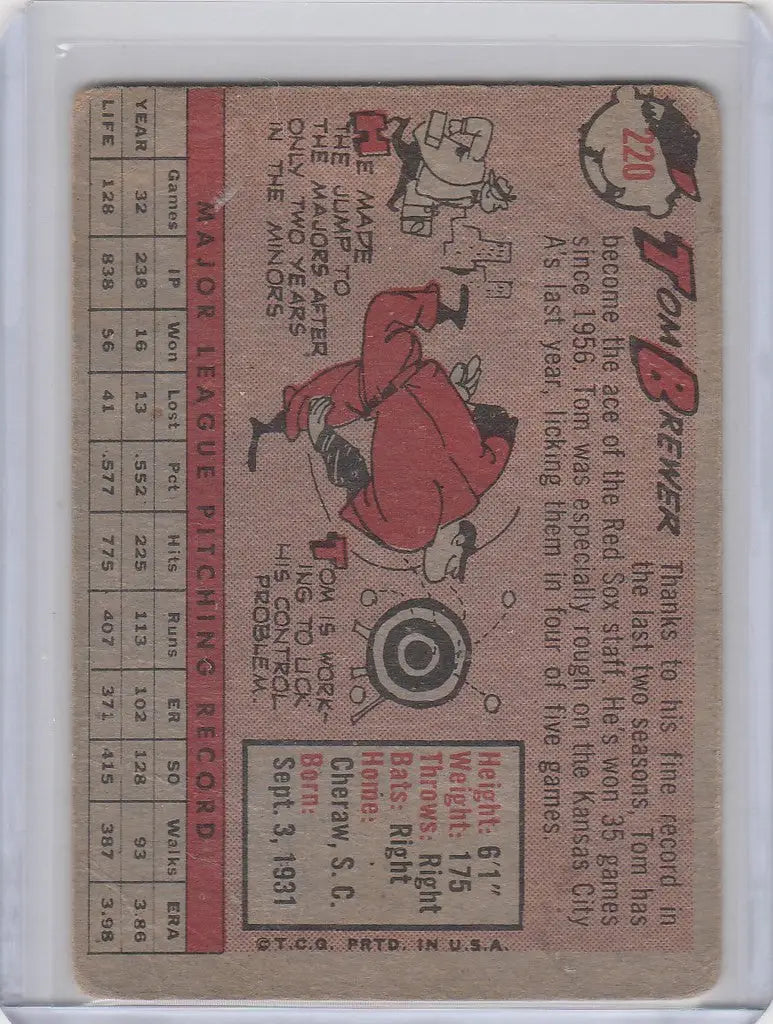 220
TOM BREWER
Thanks to his fine record in
the last two seasons, Tom has
become the ace of the Red Sox staff. He's won 35 games
since 1956. Tom was especially rough on the Kansas City
A's last year, licking them in four of five games.
HE MADE
THE JUMP TO
THE MAJORS AFTER
ONLY TWO YEARS
IN THE MINORS
TOM'S WORK-
ING TO LICK
HIS CONTROL
PROBLEM.
Height: 6'1"
Weight: 175
Throws: Right
Bats: Right
Home:
Cheraw, S. C.
Born:
Sept. 3, 1931
©T.C.G. PRTD. IN U.S.A.
MAJOR LEAGUE PITCHING RECORD
Games IP Won Lost Pct Hits Runs ER SO Walks ERA
YEAR 32 238 16 13 .552 225 113 102 128 93 3.86
LIFE 128 838 56 41 .577 775 407 371 415 387 3.98